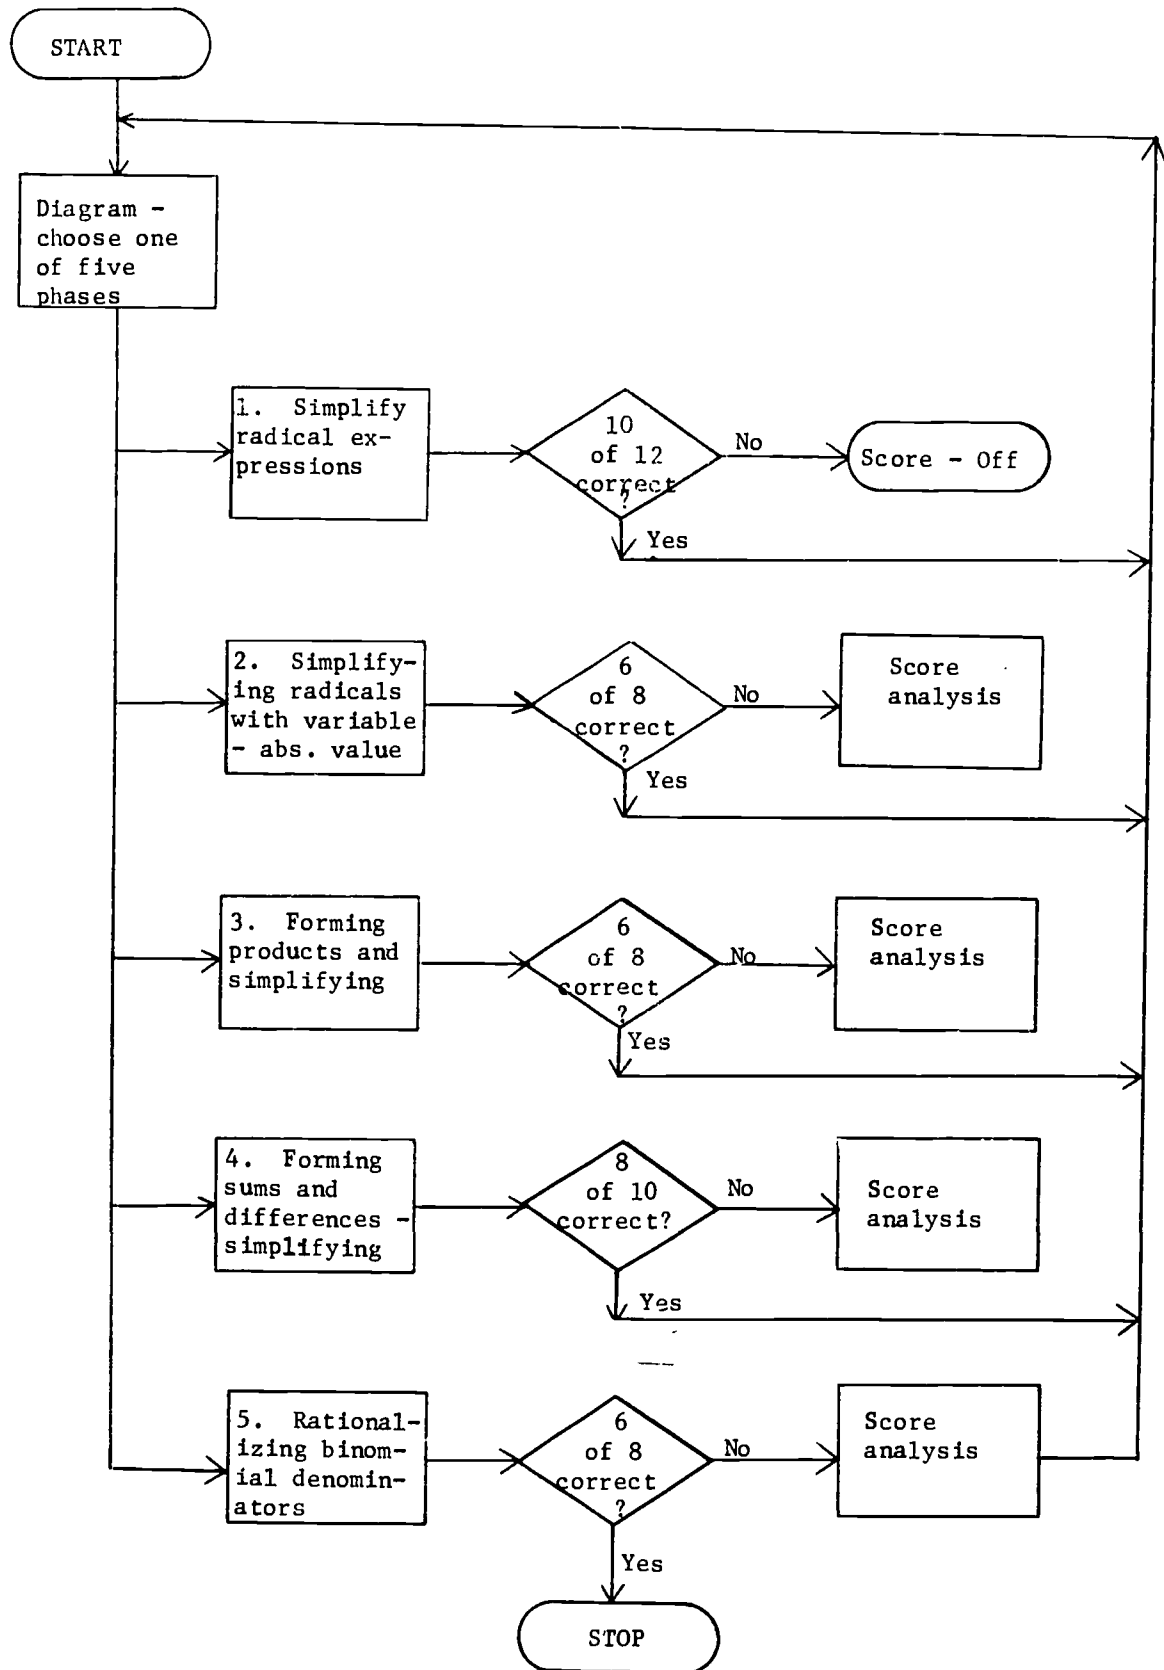 START
Diagram -
choose one
of five
phases
1. Simplify
radical ex-
pressions
10
of 12
correct
?
No
Score - Off
Yes
2. Simplify-
ing radicals
with variable
- abs. value
6
of 8
correct
?
No
Score
analysis
Yes
3. Forming
products and
simplifying
6
of 8
correct
?
No
Score
analysis
Yes
4. Forming
sums and
differences -
simplifying
8
of 10
correct?
No
Score
analysis
Yes
5. Rational-
izing binom-
ial denomin-
ators
6
of 8
correct
?
No
Score
analysis
Yes
STOP